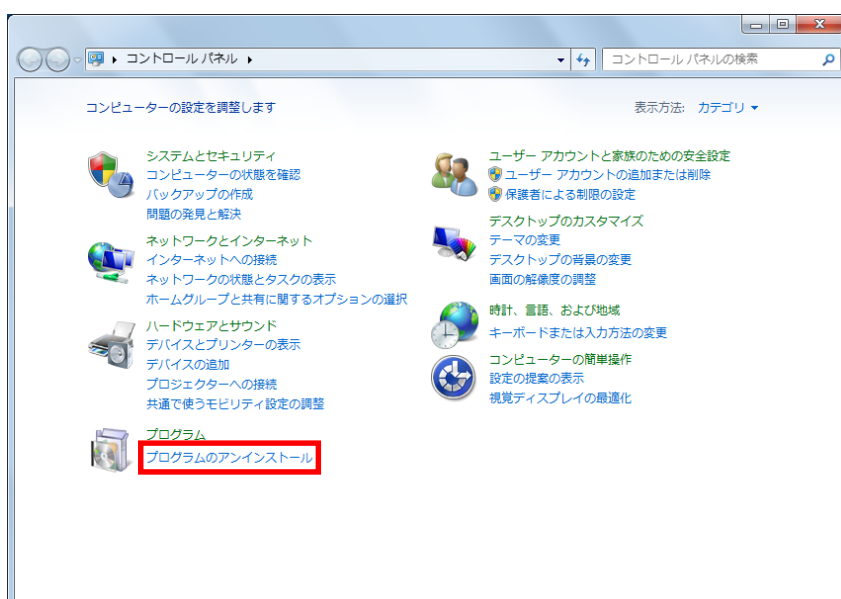 コントロール パネル
コントロール パネルの検索
コンピューターの設定を調整します
表示方法: カテゴリ
システムとセキュリティ
コンピューターの状態を確認
バックアップの作成
問題の発見と解決
ネットワークとインターネット
インターネットへの接続
ネットワークの状態とタスクの表示
ホームグループと共有に関するオプションの選択
ハードウェアとサウンド
デバイスとプリンターの表示
デバイスの追加
プロジェクターへの接続
共通で使うモビリティ設定の調整
プログラム
プログラムのアンインストール
ユーザー アカウントと家族のための安全設定
ユーザー アカウントの追加または削除
保護者による制限の設定
デスクトップのカスタマイズ
テーマの変更
デスクトップの背景の変更
画面の解像度の調整
時計、言語、および地域
キーボードまたは入力方法の変更
コンピューターの簡単操作
設定の提案の表示
視覚ディスプレイの最適化